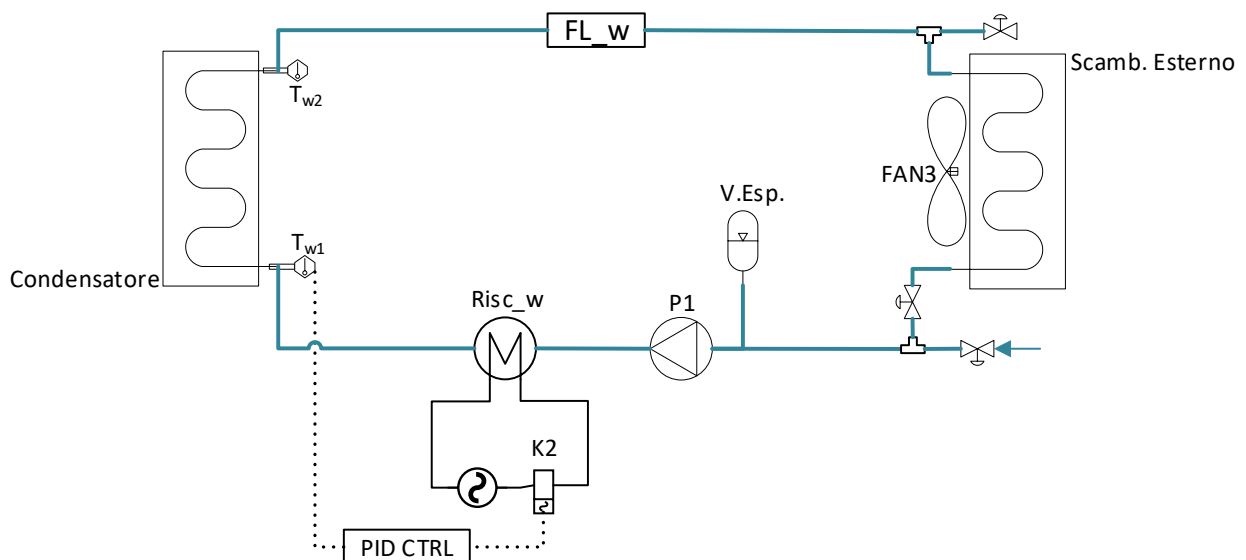 FL_w
Scamb. Esterno
Tw2
FAN3
V.Esp.
Tw1
Condensatore
Risc_w
P1
K2
PID CTRL